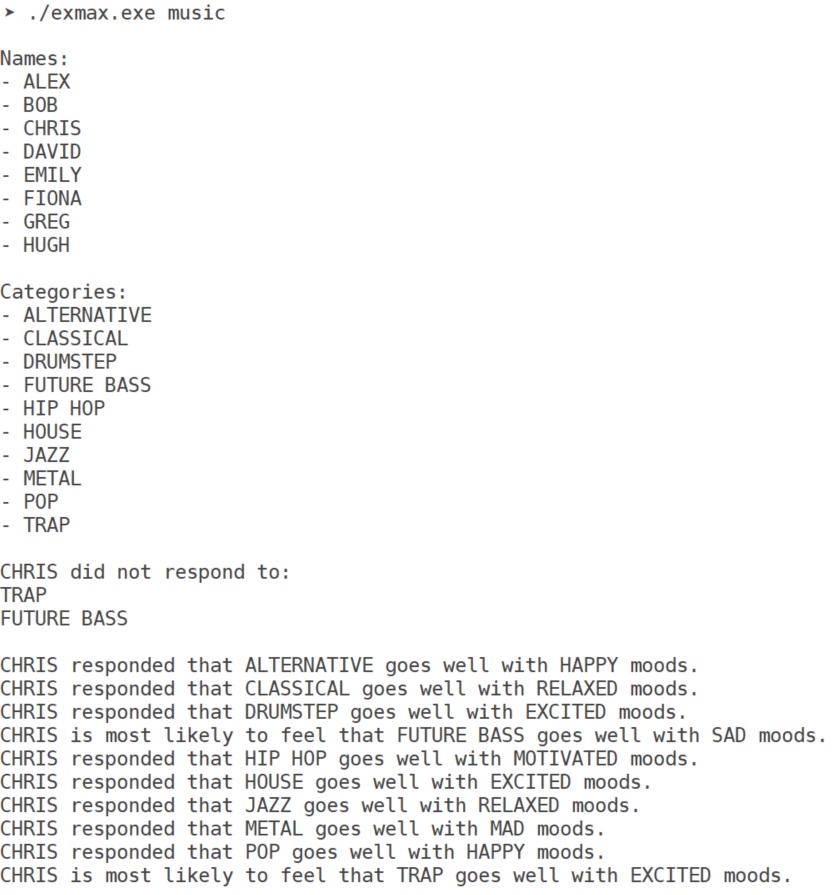 ➤ ./exmax.exe music
Names:
- ALEX
- BOB
- CHRIS
- DAVID
- EMILY
- FIONA
- GREG
- HUGH
Categories:
- ALTERNATIVE
- CLASSICAL
- DRUMSTEP
- FUTURE BASS
- HIP HOP
- HOUSE
- JAZZ
- METAL
- POP
- TRAP
CHRIS did not respond to:
TRAP
FUTURE BASS
CHRIS responded that ALTERNATIVE goes well with HAPPY moods.
CHRIS responded that CLASSICAL goes well with RELAXED moods.
CHRIS responded that DRUMSTEP goes well with EXCITED moods.
CHRIS is most likely to feel that FUTURE BASS goes well with SAD moods.
CHRIS responded that HIP HOP goes well with MOTIVATED moods.
CHRIS responded that HOUSE goes well with EXCITED moods.
CHRIS responded that JAZZ goes well with RELAXED moods.
CHRIS responded that METAL goes well with MAD moods.
CHRIS responded that POP goes well with HAPPY moods.
CHRIS is most likely to feel that TRAP goes well with EXCITED moods.